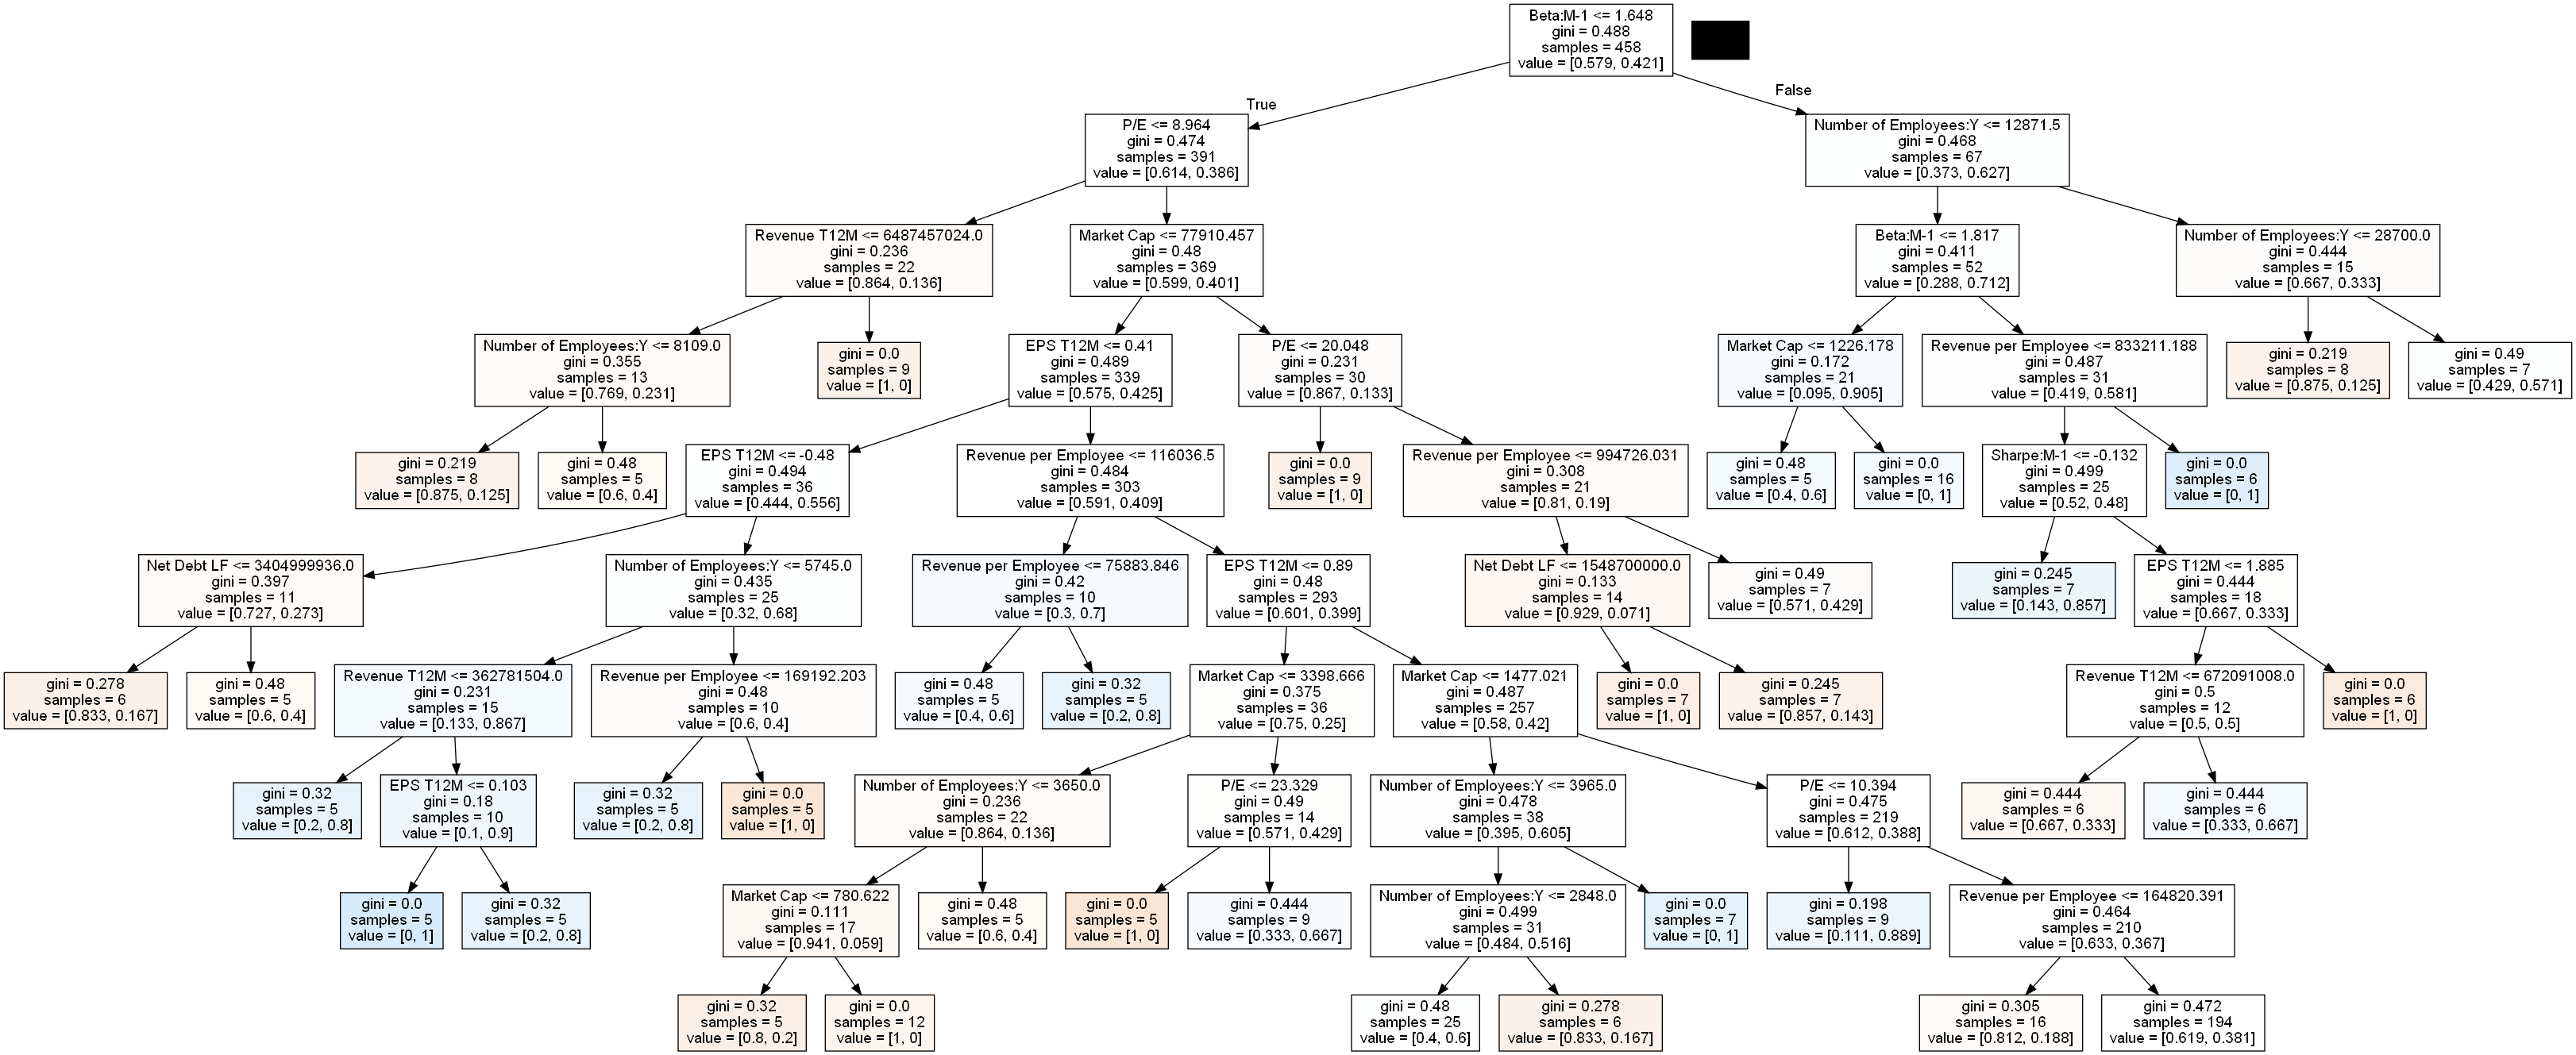 Beta:M-1 <= 1.648
gini = 0.488
samples = 458
value = [0.579, 0.421]
True
False
P/E <= 8.964
gini = 0.474
samples = 391
value = [0.614, 0.386]
Number of Employees:Y <= 12871.5
gini = 0.468
samples = 67
value = [0.373, 0.627]
Revenue T12M <= 6487457024.0
gini = 0.236
samples = 22
value = [0.864, 0.136]
Market Cap <= 77910.457
gini = 0.48
samples = 369
value = [0.599, 0.401]
Beta:M-1 <= 1.817
gini = 0.411
samples = 52
value = [0.288, 0.712]
Number of Employees:Y <= 28700.0
gini = 0.444
samples = 15
value = [0.667, 0.333]
Number of Employees:Y <= 8109.0
gini = 0.355
samples = 13
value = [0.769, 0.231]
gini = 0.0
samples = 9
value = [1, 0]
EPS T12M <= 0.41
gini = 0.489
samples = 339
value = [0.575, 0.425]
P/E <= 20.048
gini = 0.231
samples = 30
value = [0.867, 0.133]
Market Cap <= 1226.178
gini = 0.172
samples = 21
value = [0.095, 0.905]
Revenue per Employee <= 833211.188
gini = 0.487
samples = 31
value = [0.419, 0.581]
gini = 0.219
samples = 8
value = [0.875, 0.125]
gini = 0.49
samples = 7
value = [0.429, 0.571]
gini = 0.219
samples = 8
value = [0.875, 0.125]
gini = 0.48
samples = 5
value = [0.6, 0.4]
EPS T12M <= -0.48
gini = 0.494
samples = 36
value = [0.444, 0.556]
Revenue per Employee <= 116036.5
gini = 0.484
samples = 303
value = [0.591, 0.409]
gini = 0.0
samples = 9
value = [1, 0]
Revenue per Employee <= 994726.031
gini = 0.308
samples = 21
value = [0.81, 0.19]
gini = 0.48
samples = 5
value = [0.4, 0.6]
gini = 0.0
samples = 16
value = [0, 1]
Sharpe:M-1 <= -0.132
gini = 0.499
samples = 25
value = [0.52, 0.48]
gini = 0.0
samples = 6
value = [0, 1]
Net Debt LF <= 3404999936.0
gini = 0.397
samples = 11
value = [0.727, 0.273]
Number of Employees:Y <= 5745.0
gini = 0.435
samples = 25
value = [0.32, 0.68]
Revenue per Employee <= 75883.846
gini = 0.42
samples = 10
value = [0.3, 0.7]
EPS T12M <= 0.89
gini = 0.48
samples = 293
value = [0.601, 0.399]
Net Debt LF <= 1548700000.0
gini = 0.133
samples = 14
value = [0.929, 0.071]
gini = 0.49
samples = 7
value = [0.571, 0.429]
gini = 0.245
samples = 7
value = [0.143, 0.857]
EPS T12M <= 1.885
gini = 0.444
samples = 18
value = [0.667, 0.333]
gini = 0.278
samples = 6
value = [0.833, 0.167]
gini = 0.48
samples = 5
value = [0.6, 0.4]
Revenue T12M <= 362781504.0
gini = 0.231
samples = 15
value = [0.133, 0.867]
Revenue per Employee <= 169192.203
gini = 0.48
samples = 10
value = [0.6, 0.4]
gini = 0.48
samples = 5
value = [0.4, 0.6]
gini = 0.32
samples = 5
value = [0.2, 0.8]
Market Cap <= 3398.666
gini = 0.375
samples = 36
value = [0.75, 0.25]
Market Cap <= 1477.021
gini = 0.487
samples = 257
value = [0.58, 0.42]
gini = 0.0
samples = 7
value = [1, 0]
gini = 0.245
samples = 7
value = [0.857, 0.143]
Revenue T12M <= 672091008.0
gini = 0.5
samples = 12
value = [0.5, 0.5]
gini = 0.0
samples = 6
value = [1, 0]
gini = 0.32
samples = 5
value = [0.2, 0.8]
EPS T12M <= 0.103
gini = 0.18
samples = 10
value = [0.1, 0.9]
gini = 0.32
samples = 5
value = [0.2, 0.8]
gini = 0.0
samples = 5
value = [1, 0]
Number of Employees:Y <= 3650.0
gini = 0.236
samples = 22
value = [0.864, 0.136]
P/E <= 23.329
gini = 0.49
samples = 14
value = [0.571, 0.429]
Number of Employees:Y <= 3965.0
gini = 0.478
samples = 38
value = [0.395, 0.605]
P/E <= 10.394
gini = 0.475
samples = 219
value = [0.612, 0.388]
gini = 0.444
samples = 6
value = [0.667, 0.333]
gini = 0.444
samples = 6
value = [0.333, 0.667]
gini = 0.0
samples = 5
value = [0, 1]
gini = 0.32
samples = 5
value = [0.2, 0.8]
Market Cap <= 780.622
gini = 0.111
samples = 17
value = [0.941, 0.059]
gini = 0.48
samples = 5
value = [0.6, 0.4]
gini = 0.0
samples = 5
value = [1, 0]
gini = 0.444
samples = 9
value = [0.333, 0.667]
Number of Employees:Y <= 2848.0
gini = 0.499
samples = 31
value = [0.484, 0.516]
gini = 0.0
samples = 7
value = [0, 1]
gini = 0.198
samples = 9
value = [0.111, 0.889]
Revenue per Employee <= 164820.391
gini = 0.464
samples = 210
value = [0.633, 0.367]
gini = 0.32
samples = 5
value = [0.8, 0.2]
gini = 0.0
samples = 12
value = [1, 0]
gini = 0.48
samples = 25
value = [0.4, 0.6]
gini = 0.278
samples = 6
value = [0.833, 0.167]
gini = 0.305
samples = 16
value = [0.812, 0.188]
gini = 0.472
samples = 194
value = [0.619, 0.381]